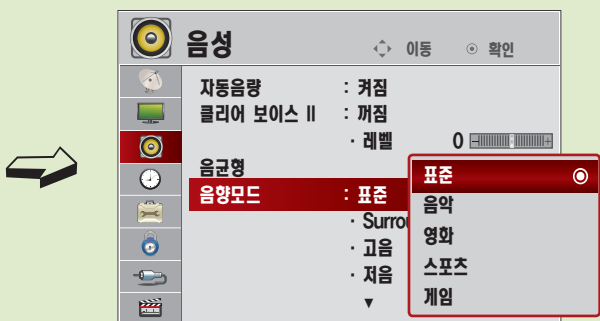 음성 이동 확인
자동음량 : 켜짐
클리어 보이스 II : 꺼짐
· 레벨 0
음균형
음향모드 : 표준
· Surrou
· 고음
· 저음
▼
표준
음악
영화
스포츠
게임